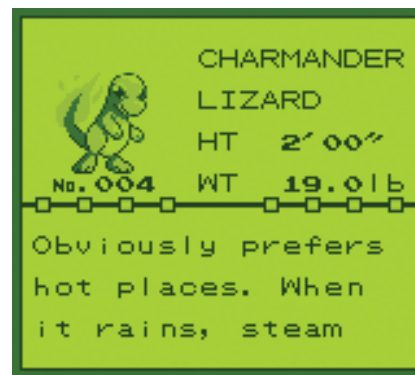 CHARMANDER
LIZARD
HT 2′00″
No.004 WT 19.0lb
Obviously prefers
hot places. When
it rains, steam